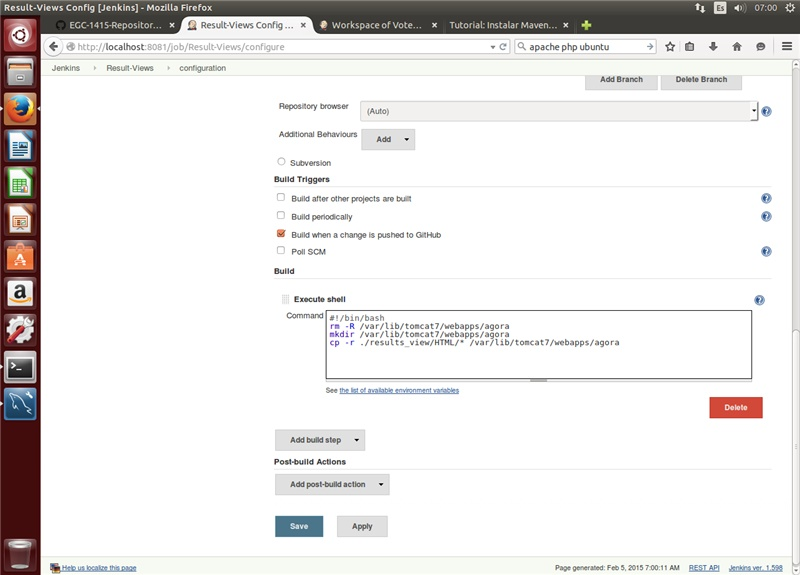 Result-Views Config [Jenkins] - Mozilla Firefox
Es
07:00
EGC-1415-Repositor...
Result-Views Config ...
Workspace of Vote...
Tutorial: Instalar Maven...
http://localhost:8081/job/Result-Views/configure
apache php ubuntu
Jenkins
Result-Views
configuration
Add Branch
Delete Branch
Repository browser
(Auto)
Additional Behaviours
Add
Subversion
Build Triggers
Build after other projects are built
Build periodically
Build when a change is pushed to GitHub
Poll SCM
Build
Execute shell
Command
#!/bin/bash
rm -R /var/lib/tomcat7/webapps/agora
mkdir /var/lib/tomcat7/webapps/agora
cp -r ./results_view/HTML/* /var/lib/tomcat7/webapps/agora
See the list of available environment variables
Delete
Add build step
Post-build Actions
Add post-build action
Save
Apply
Help us localize this page
Page generated: Feb 5, 2015 7:00:11 AM
REST API
Jenkins ver. 1.598